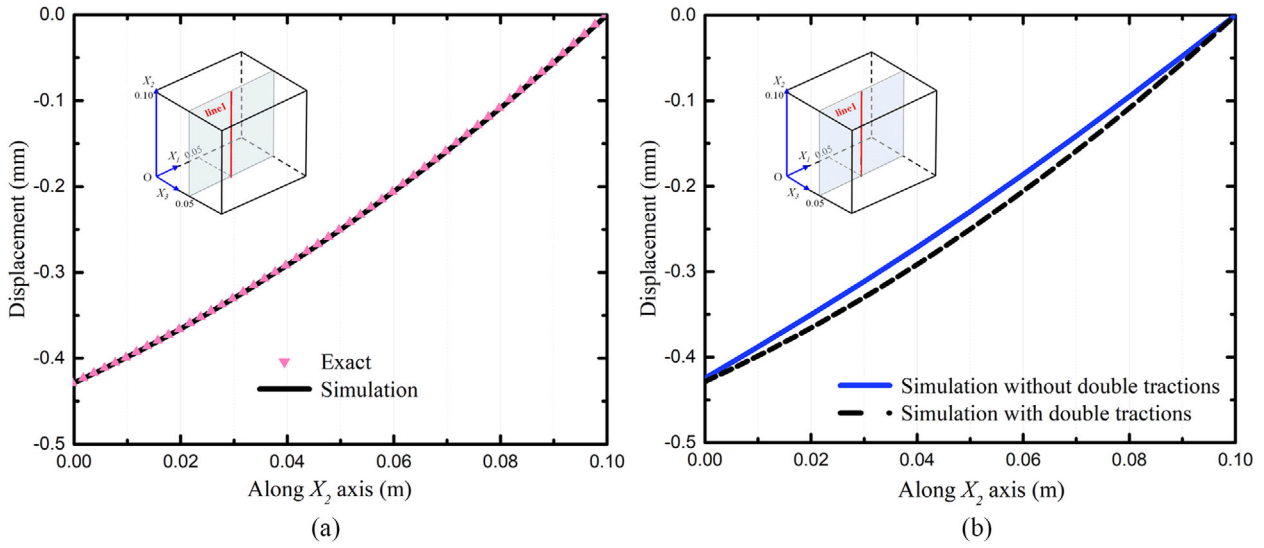 0.0
-0.1
-0.2
-0.3
-0.4
-0.5
Displacement (mm)
X2
0.10
line1
X1
0.05
O
X3
0.05
Exact
Simulation
0.00
0.02
0.04
0.06
0.08
0.10
Along X2 axis (m)
(a)
0.0
-0.1
-0.2
-0.3
-0.4
-0.5
Displacement (mm)
X2
0.10
line1
X1
0.05
O
X3
0.05
Simulation without double tractions
Simulation with double tractions
0.00
0.02
0.04
0.06
0.08
0.10
Along X2 axis (m)
(b)